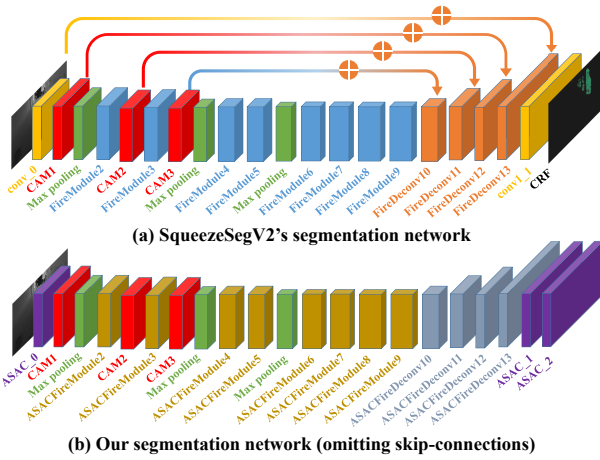 conv_0
CAM1
Max pooling
FireModule2
CAM2
FireModule3
CAM3
Max pooling
FireModule4
FireModule5
Max pooling
FireModule6
FireModule7
FireModule8
FireModule9
FireDeconv10
FireDeconv11
FireDeconv12
FireDeconv13
conv1_1
CRF
(a) SqueezeSegV2's segmentation network
ASAC_0
CAM1
Max pooling
ASACFireModule2
CAM2
ASACFireModule3
CAM3
Max pooling
ASACFireModule4
ASACFireModule5
Max pooling
ASACFireModule6
ASACFireModule7
ASACFireModule8
ASACFireModule9
ASACFireDeconv10
ASACFireDeconv11
ASACFireDeconv12
ASACFireDeconv13
ASAC_1
ASAC_2
(b) Our segmentation network (omitting skip-connections)